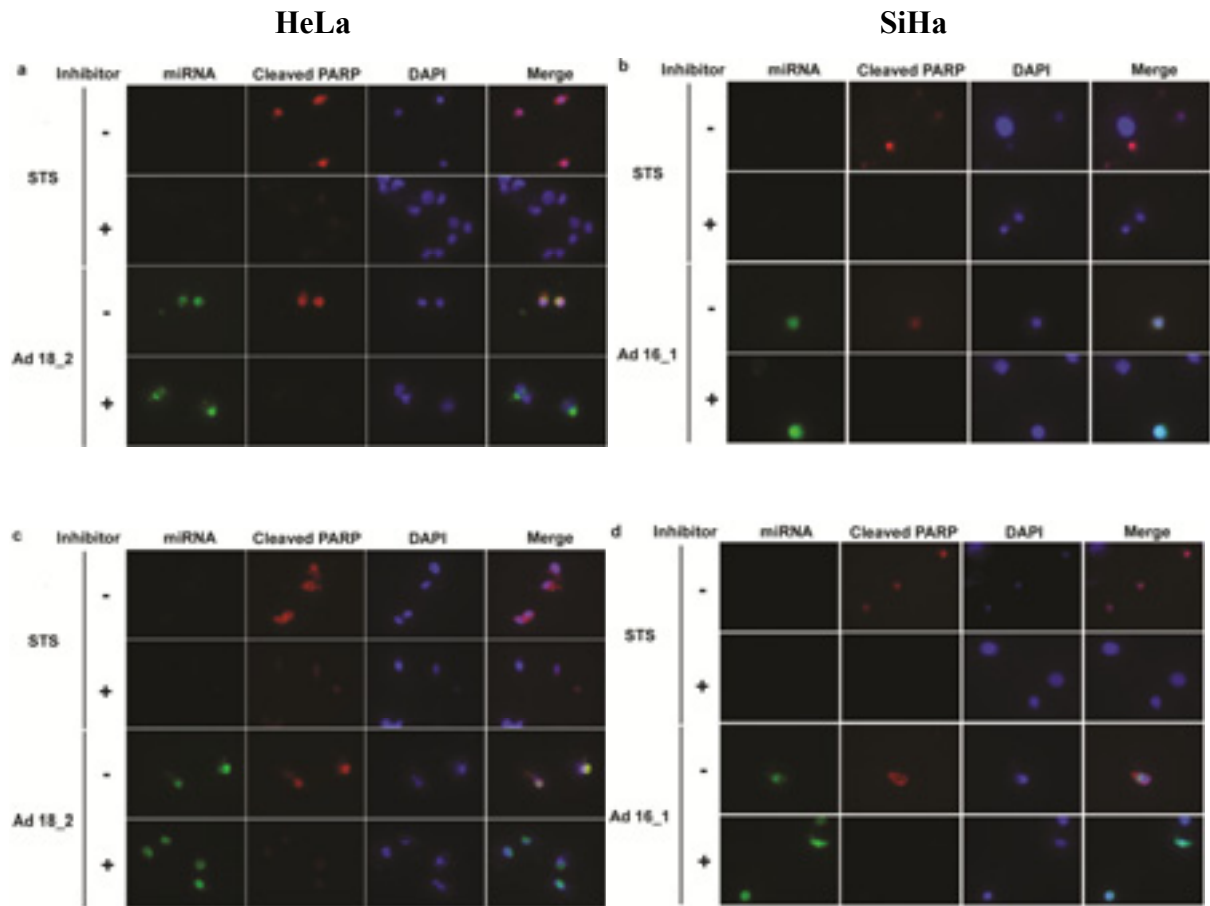 HeLa SiHa
a Inhibitor miRNA Cleaved PARP DAPI Merge
-
STS
+
-
Ad 18_2
+
b Inhibitor miRNA Cleaved PARP DAPI Merge
-
STS
+
-
Ad 16_1
+
c Inhibitor miRNA Cleaved PARP DAPI Merge
-
STS
+
-
Ad 18_2
+
d Inhibitor miRNA Cleaved PARP DAPI Merge
-
STS
+
-
Ad 16_1
+